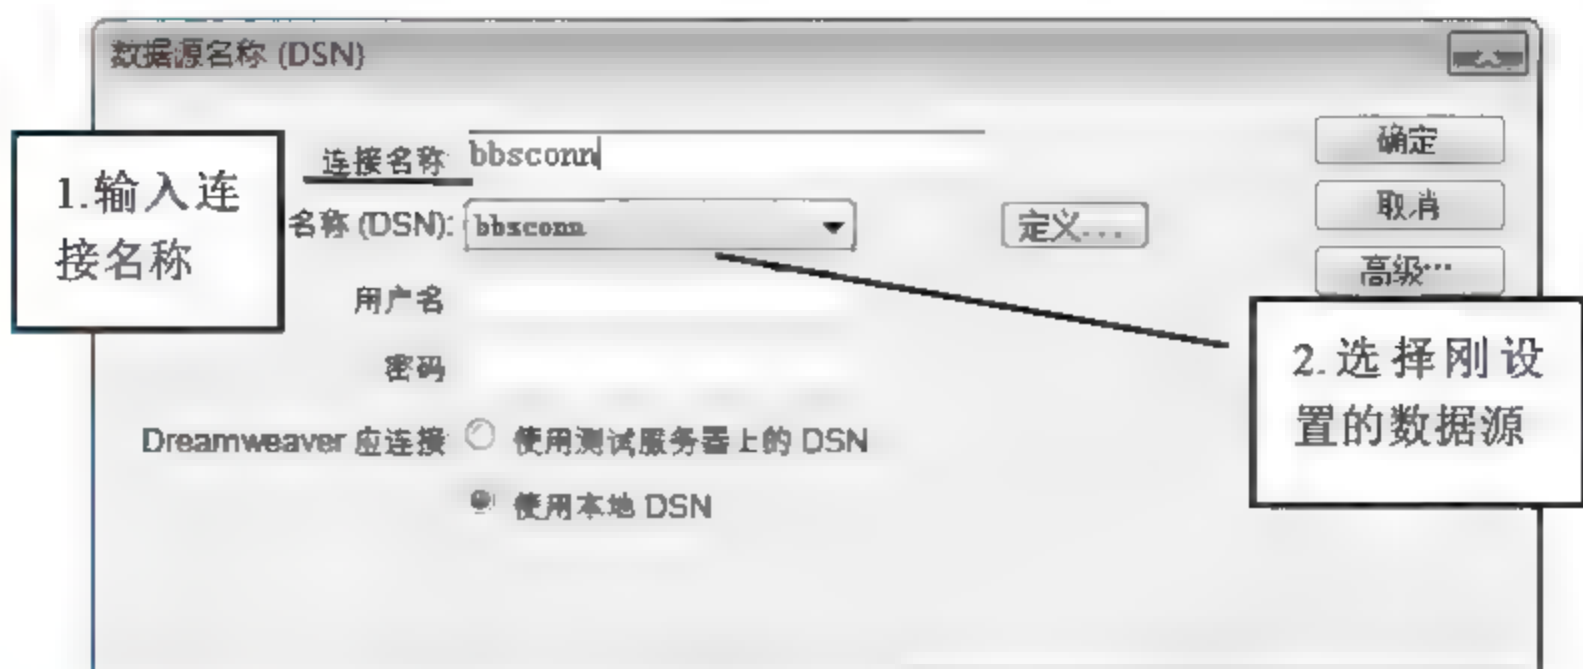 数据源名称 (DSN)
1.输入连
接名称
连接名称 bbsconn
确定
名称 (DSN): bbsconn
定义...
取消
高级...
用户名
密码
2.选择刚设
置的数据源
Dreamweaver 应连接 使用测试服务器上的 DSN
使用本地 DSN